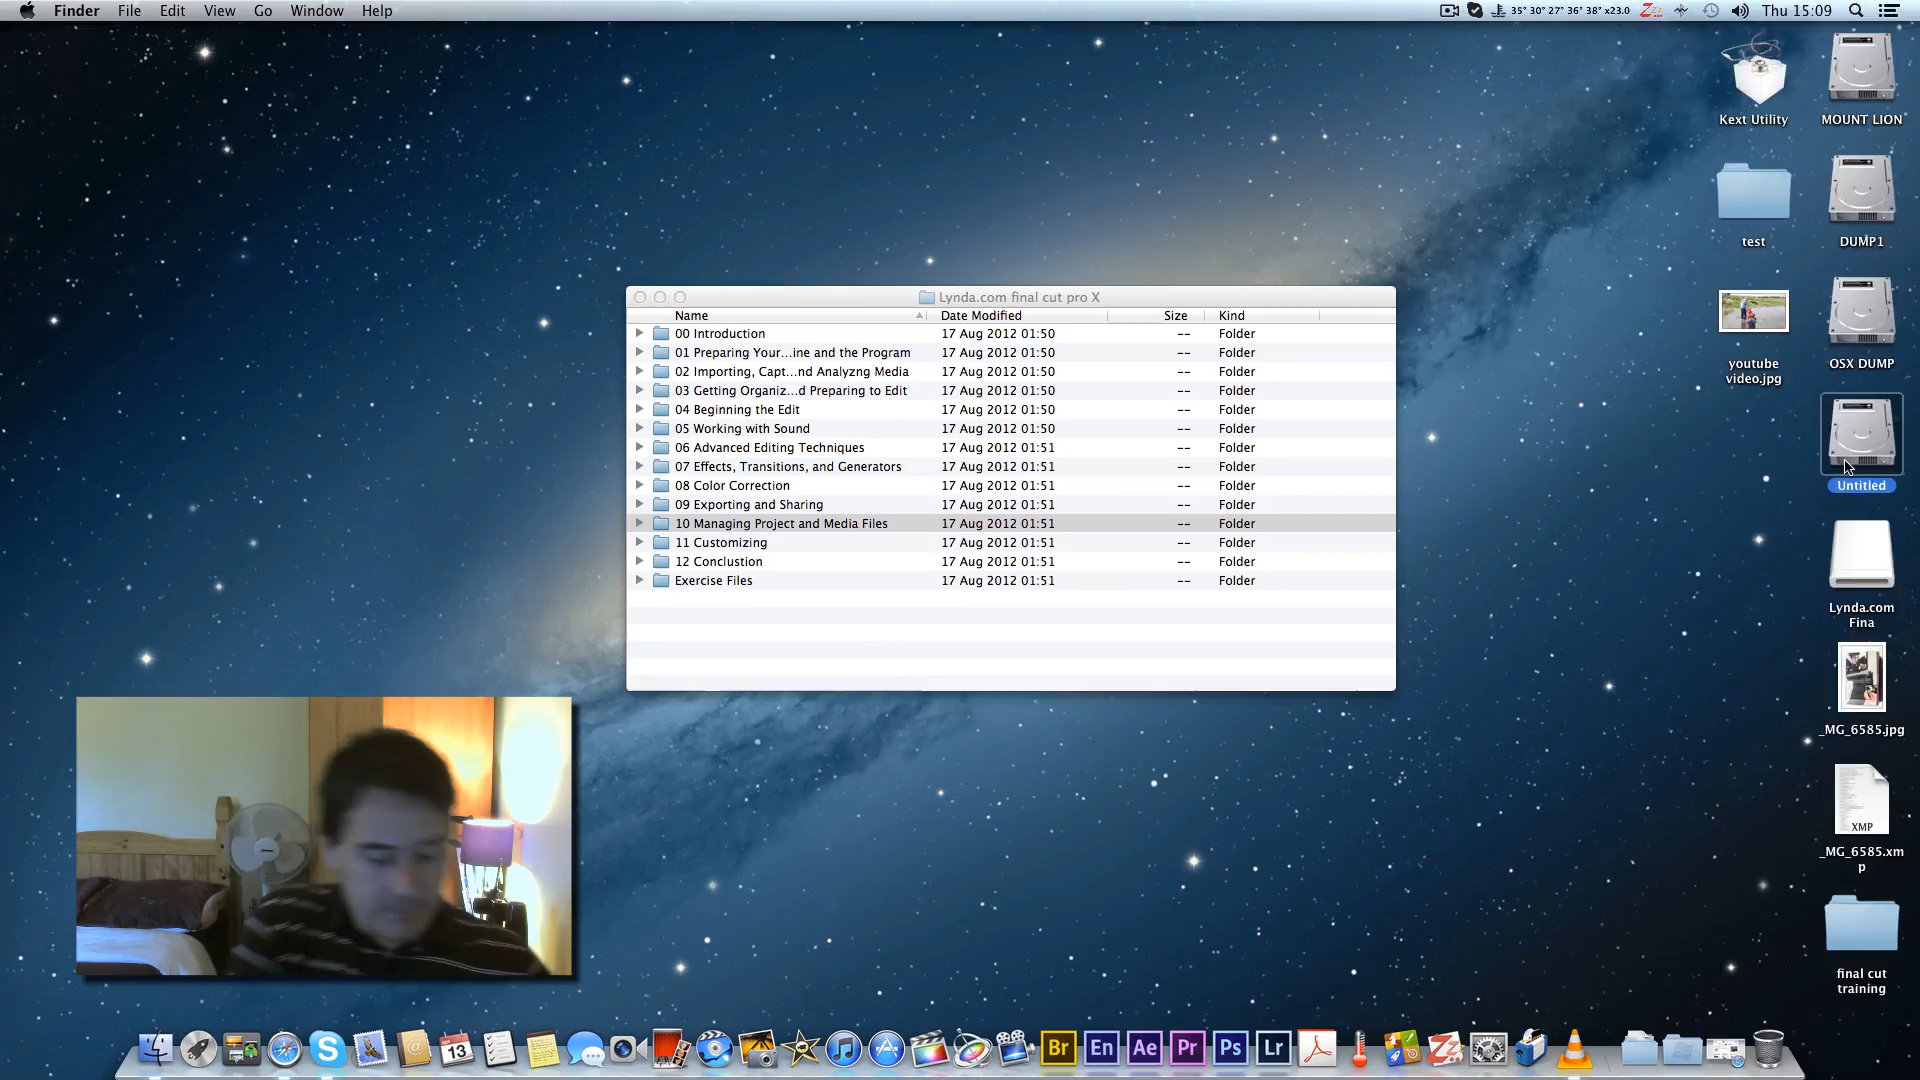 Finder File Edit View Go Window Help
35° 30° 27° 36° 38° x23.0 Thu 15:09
Kext Utility
MOUNT LION
test
DUMP1
youtube
video.jpg
OSX DUMP
Untitled
Lynda.com
Fina
_MG_6585.jpg
XMP
_MG_6585.xm
p
final cut
training
Lynda.com final cut pro X
Name Date Modified Size Kind
00 Introduction 17 Aug 2012 01:50 -- Folder
01 Preparing Your...ine and the Program 17 Aug 2012 01:50 -- Folder
02 Importing, Capt...nd Analyzng Media 17 Aug 2012 01:50 -- Folder
03 Getting Organiz...d Preparing to Edit 17 Aug 2012 01:50 -- Folder
04 Beginning the Edit 17 Aug 2012 01:50 -- Folder
05 Working with Sound 17 Aug 2012 01:50 -- Folder
06 Advanced Editing Techniques 17 Aug 2012 01:51 -- Folder
07 Effects, Transitions, and Generators 17 Aug 2012 01:51 -- Folder
08 Color Correction 17 Aug 2012 01:51 -- Folder
09 Exporting and Sharing 17 Aug 2012 01:51 -- Folder
10 Managing Project and Media Files 17 Aug 2012 01:51 -- Folder
11 Customizing 17 Aug 2012 01:51 -- Folder
12 Conclustion 17 Aug 2012 01:51 -- Folder
Exercise Files 17 Aug 2012 01:51 -- Folder
13
Br En Ae Pr Ps Lr